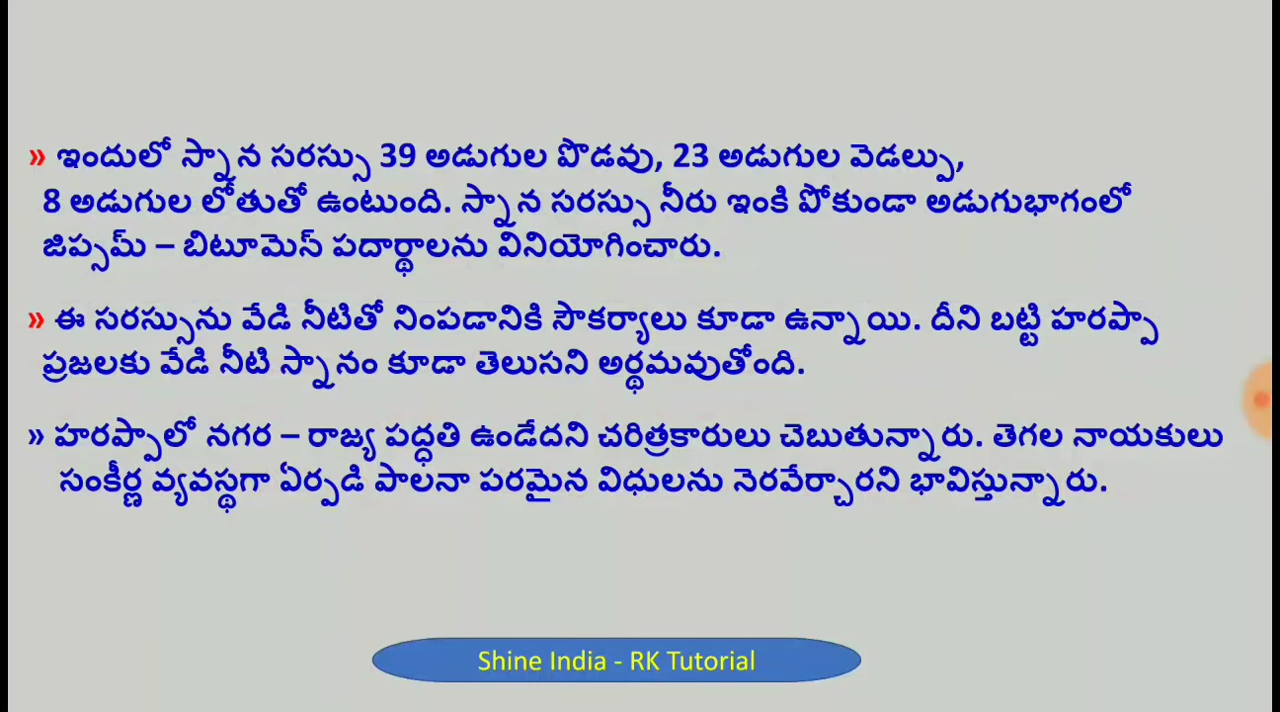 » ఇందులో స్నాన సరస్సు 39 అడుగుల పొడవు, 23 అడుగుల వెడల్పు,
8 అడుగుల లోతుతో ఉంటుంది. స్నాన సరస్సు నీరు ఇంకి పోకుండా అడుగుభాగంలో
జిప్సమ్ – బిటూమెస్ పదార్థాలను వినియోగించారు.
» ఈ సరస్సును వేడి నీటితో నింపడానికి సౌకర్యాలు కూడా ఉన్నాయి. దీని బట్టి హరప్పా
ప్రజలకు వేడి నీటి స్నానం కూడా తెలుసని అర్థమవుతోంది.
» హరప్పాలో నగర – రాజ్య పద్ధతి ఉండేదని చరిత్రకారులు చెబుతున్నారు. తెగల నాయకులు
సంకీర్ణ వ్యవస్థగా ఏర్పడి పాలనా పరమైన విధులను నెరవేర్చారని భావిస్తున్నారు.
Shine India - RK Tutorial